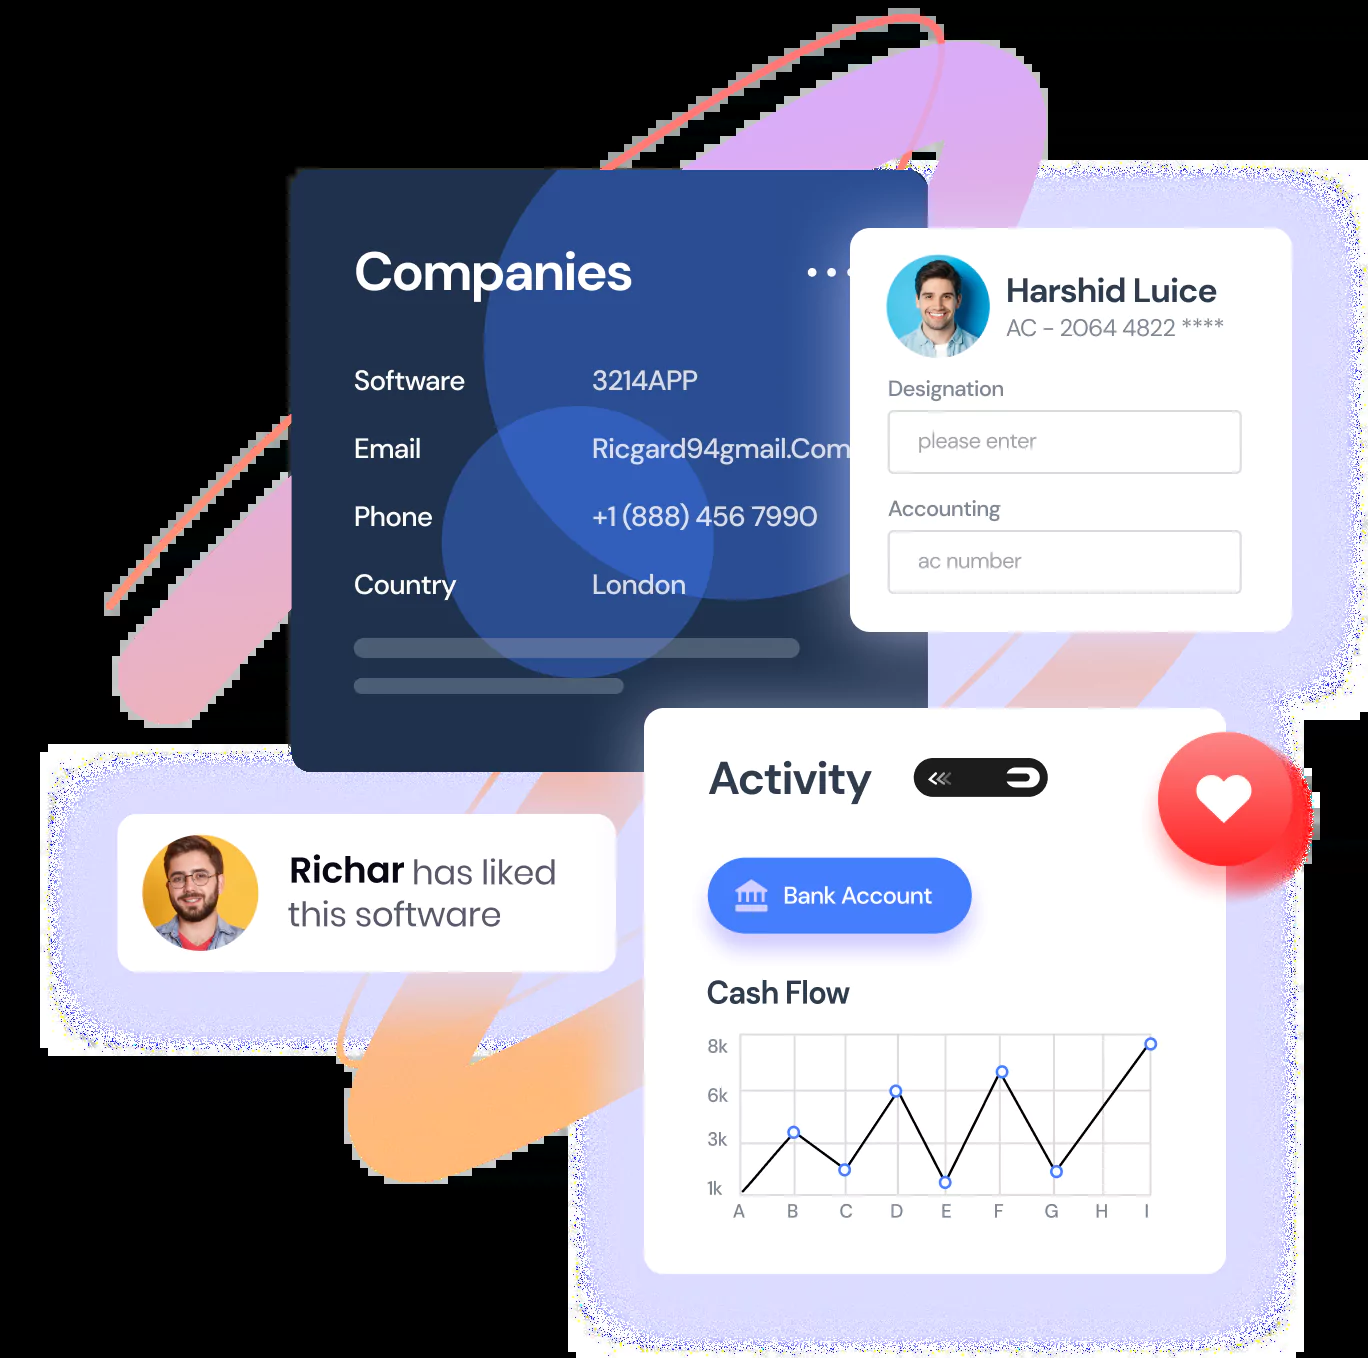 Companies
Software 3214APP
Email Ricgard94gmail.Com
Phone +1 (888) 456 7990
Country London
Harshid Luice
AC - 2064 4822 ****
Designation
please enter
Accounting
ac number
Richar has liked
this software
Activity
Bank Account
Cash Flow
8k
6k
3k
1k
A B C D E F G H I